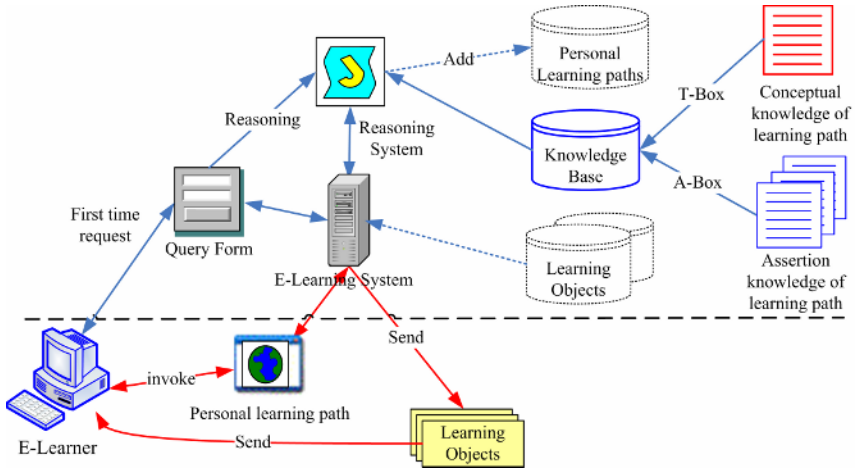 Add
Personal
Learning paths
T-Box
Conceptual
knowledge of
learning path
Reasoning
Reasoning
System
Knowledge
Base
A-Box
First time
request
Query Form
E-Learning System
Learning
Objects
Assertion
knowledge of
learning path
Send
invoke
Personal learning path
E-Learner
Send
Learning
Objects